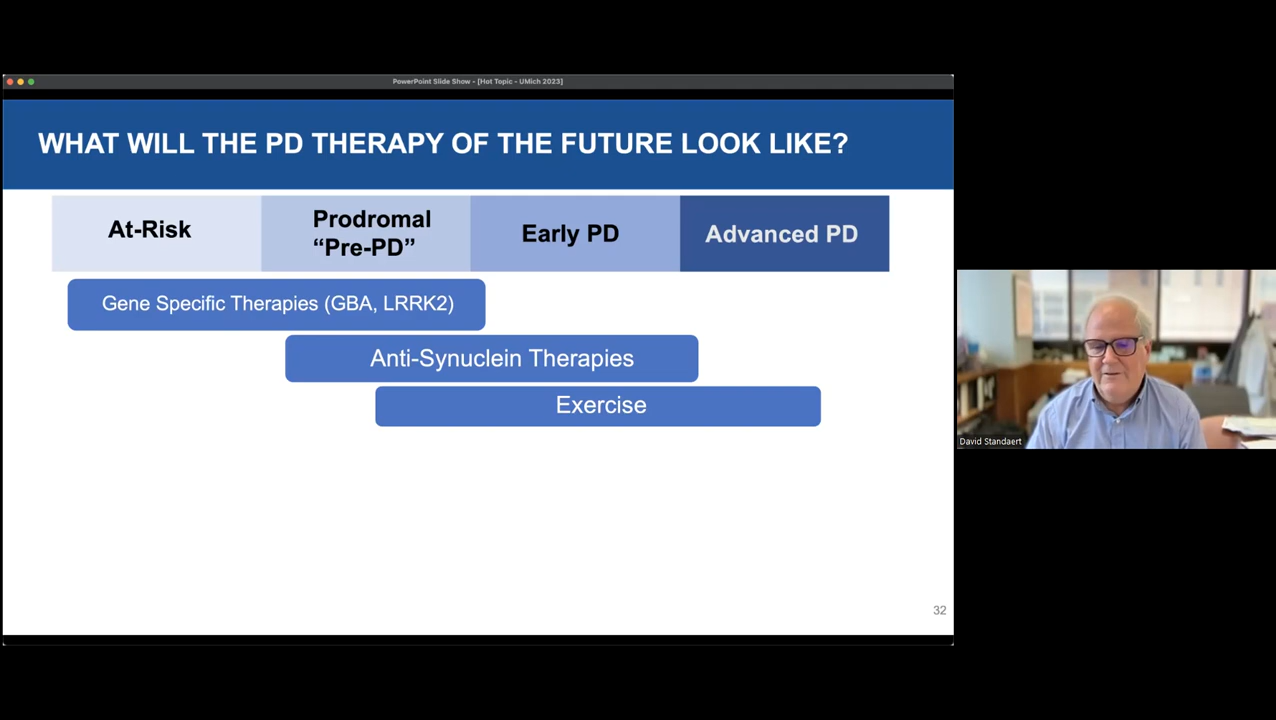 PowerPoint Slide Show - [Hot Topic - UMich 2023]
WHAT WILL THE PD THERAPY OF THE FUTURE LOOK LIKE?
At-Risk
Prodromal
“Pre-PD”
Early PD
Advanced PD
Gene Specific Therapies (GBA, LRRK2)
Anti-Synuclein Therapies
Exercise
32
David Standaert